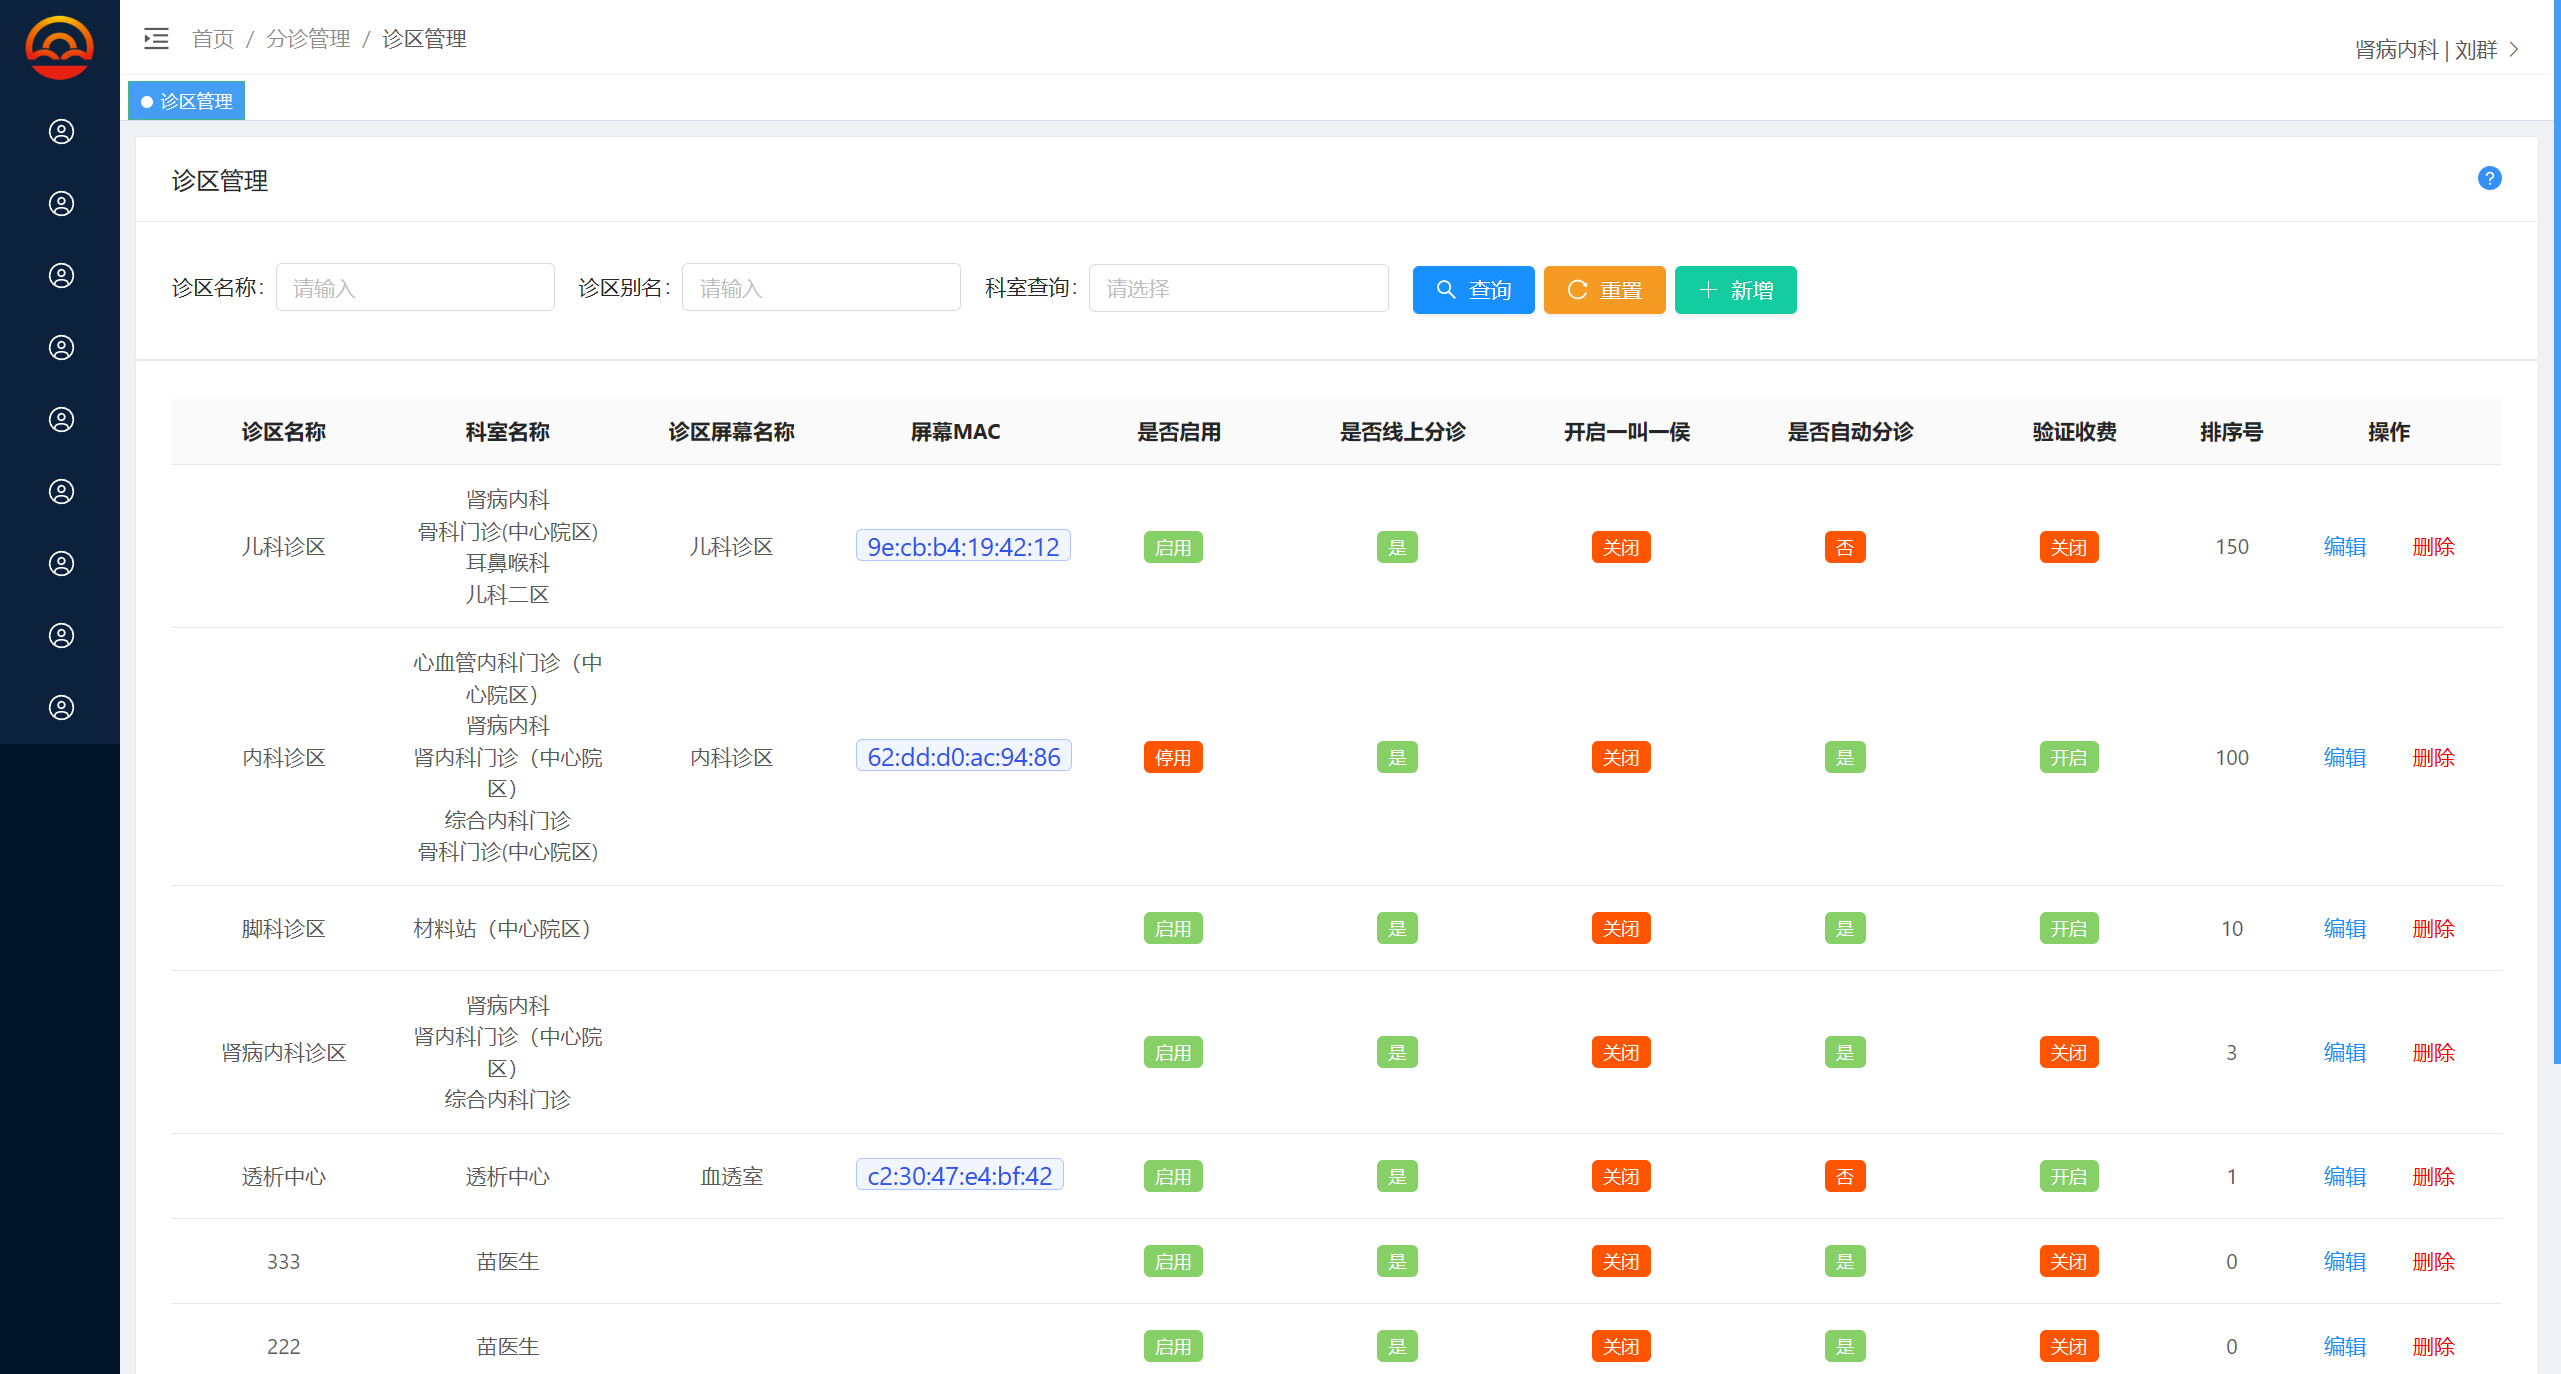 首页 / 分诊管理 / 诊区管理
肾病内科 | 刘群
诊区管理
诊区管理
?
诊区名称: 请输入 诊区别名: 请输入 科室查询: 请选择 查询 重置 新增
诊区名称 科室名称 诊区屏幕名称 屏幕MAC 是否启用 是否线上分诊 开启一叫一侯 是否自动分诊 验证收费 排序号 操作
肾病内科
骨科门诊(中心院区)
耳鼻喉科
儿科二区
儿科诊区 儿科诊区 9e:cb:b4:19:42:12 启用 是 关闭 否 关闭 150 编辑 删除
心血管内科门诊（中
心院区）
肾病内科
肾内科门诊（中心院
区）
综合内科门诊
骨科门诊(中心院区)
内科诊区 内科诊区 62:dd:d0:ac:94:86 停用 是 关闭 是 开启 100 编辑 删除
脚科诊区 材料站（中心院区） 启用 是 关闭 是 开启 10 编辑 删除
肾病内科
肾内科门诊（中心院
区）
综合内科门诊
肾病内科诊区 启用 是 关闭 是 关闭 3 编辑 删除
透析中心 透析中心 血透室 c2:30:47:e4:bf:42 启用 是 关闭 否 开启 1 编辑 删除
333 苗医生 启用 是 关闭 是 关闭 0 编辑 删除
222 苗医生 启用 是 关闭 是 关闭 0 编辑 删除